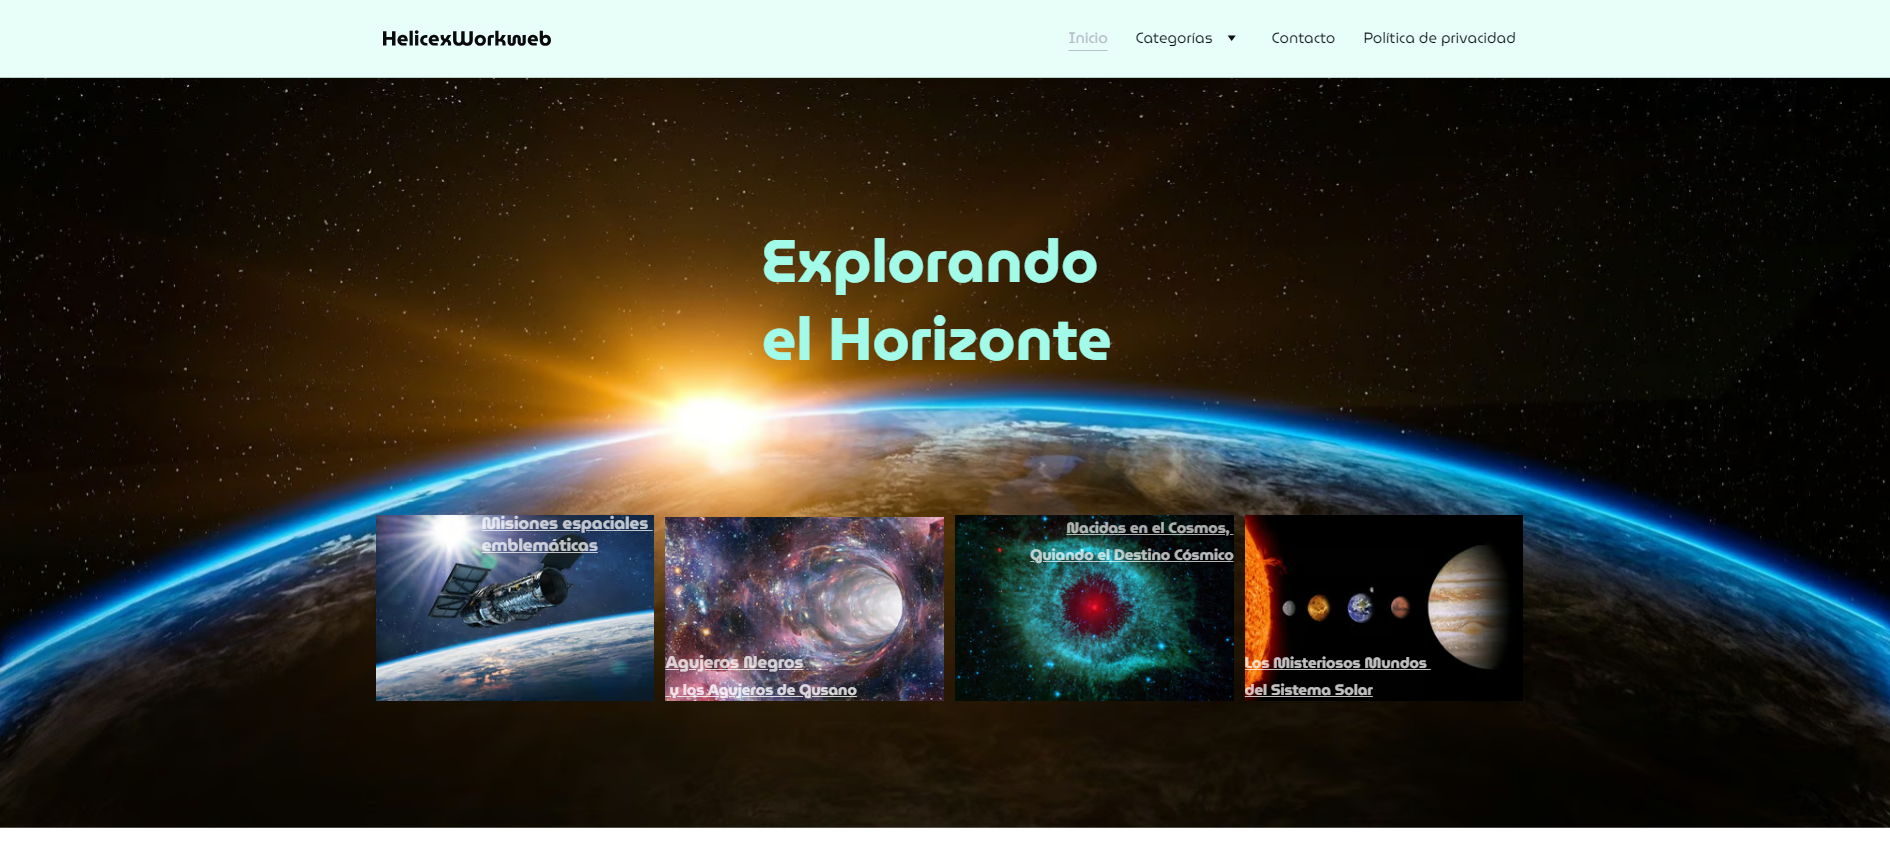 HelicexWorkweb
Inicio Categorías Contacto Política de privacidad
Explorando
el Horizonte
Misiones espaciales
emblemáticas
Agujeros Negros
y los Agujeros de Gusano
Nacidas en el Cosmos,
Guiando el Destino Cósmico
Los Misteriosos Mundos
del Sistema Solar